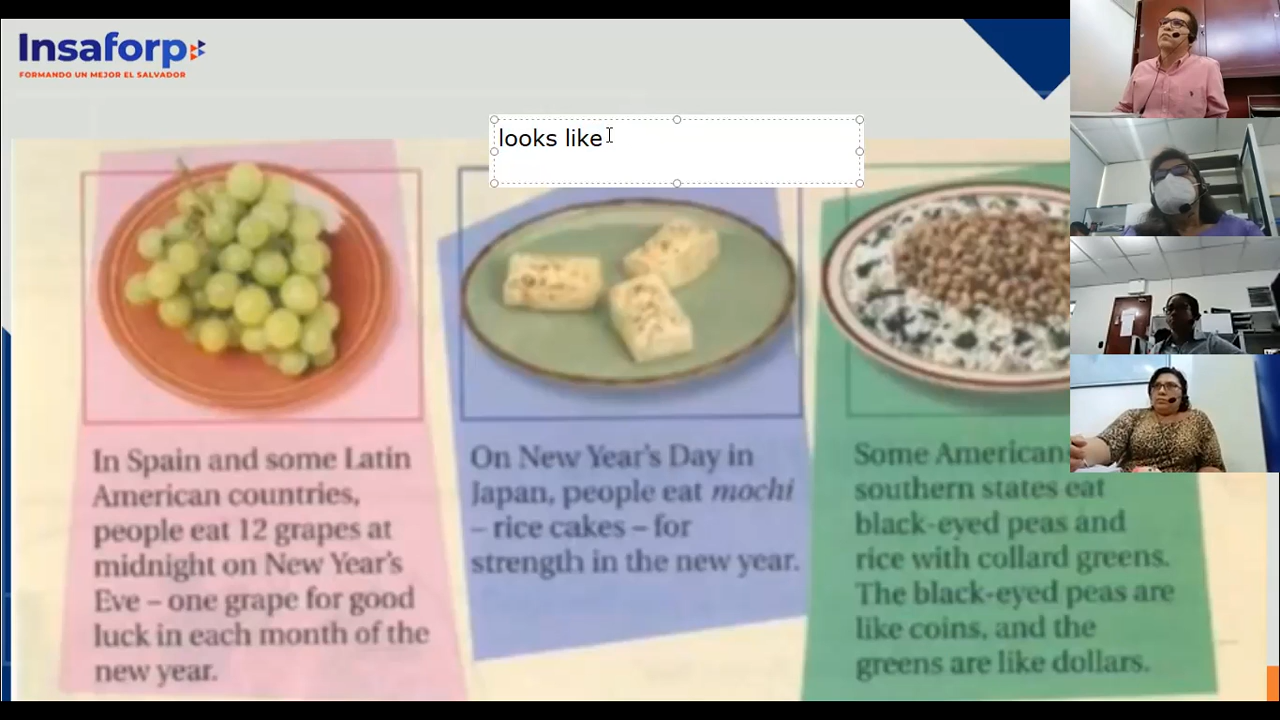 Insaforp
FORMANDO UN MEJOR EL SALVADOR
looks like
In Spain and some Latin
American countries,
people eat 12 grapes at
midnight on New Year's
Eve – one grape for good
luck in each month of the
new year.
On New Year's Day in
Japan, people eat mochi
– rice cakes – for
strength in the new year.
Some American
southern states eat
black-eyed peas and
rice with collard greens.
The black-eyed peas are
like coins, and the
greens are like dollars.